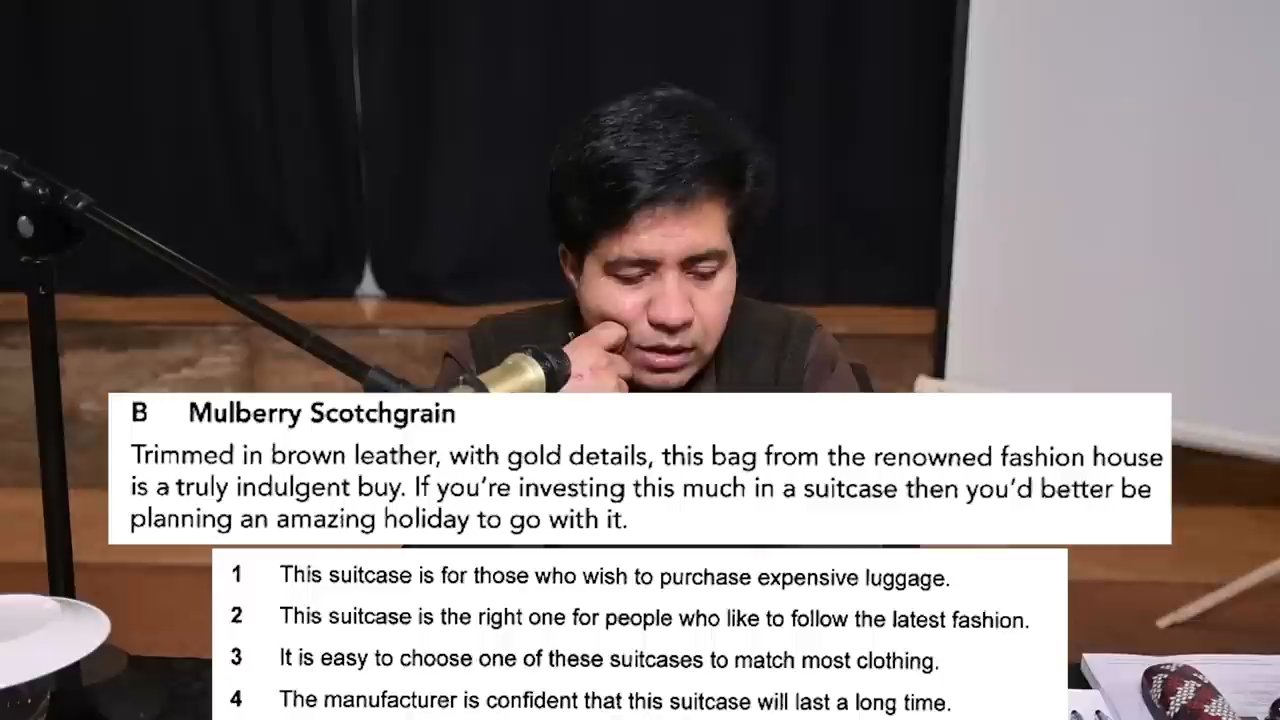 B Mulberry Scotchgrain
Trimmed in brown leather, with gold details, this bag from the renowned fashion house
is a truly indulgent buy. If you're investing this much in a suitcase then you'd better be
planning an amazing holiday to go with it.
1 This suitcase is for those who wish to purchase expensive luggage.
2 This suitcase is the right one for people who like to follow the latest fashion.
3 It is easy to choose one of these suitcases to match most clothing.
4 The manufacturer is confident that this suitcase will last a long time.